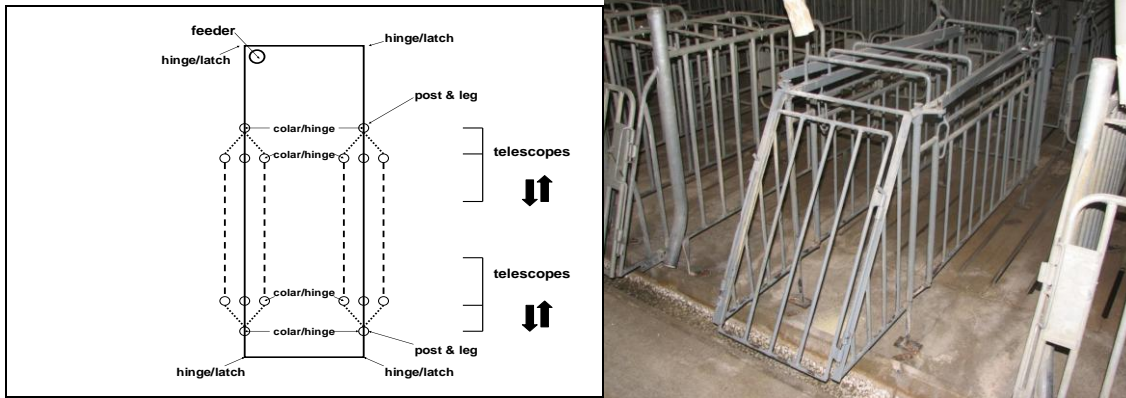 feeder
hinge/latch
hinge/latch
post & leg
colar/hinge
colar/hinge
telescopes
telescopes
colar/hinge
colar/hinge
post & leg
hinge/latch
hinge/latch